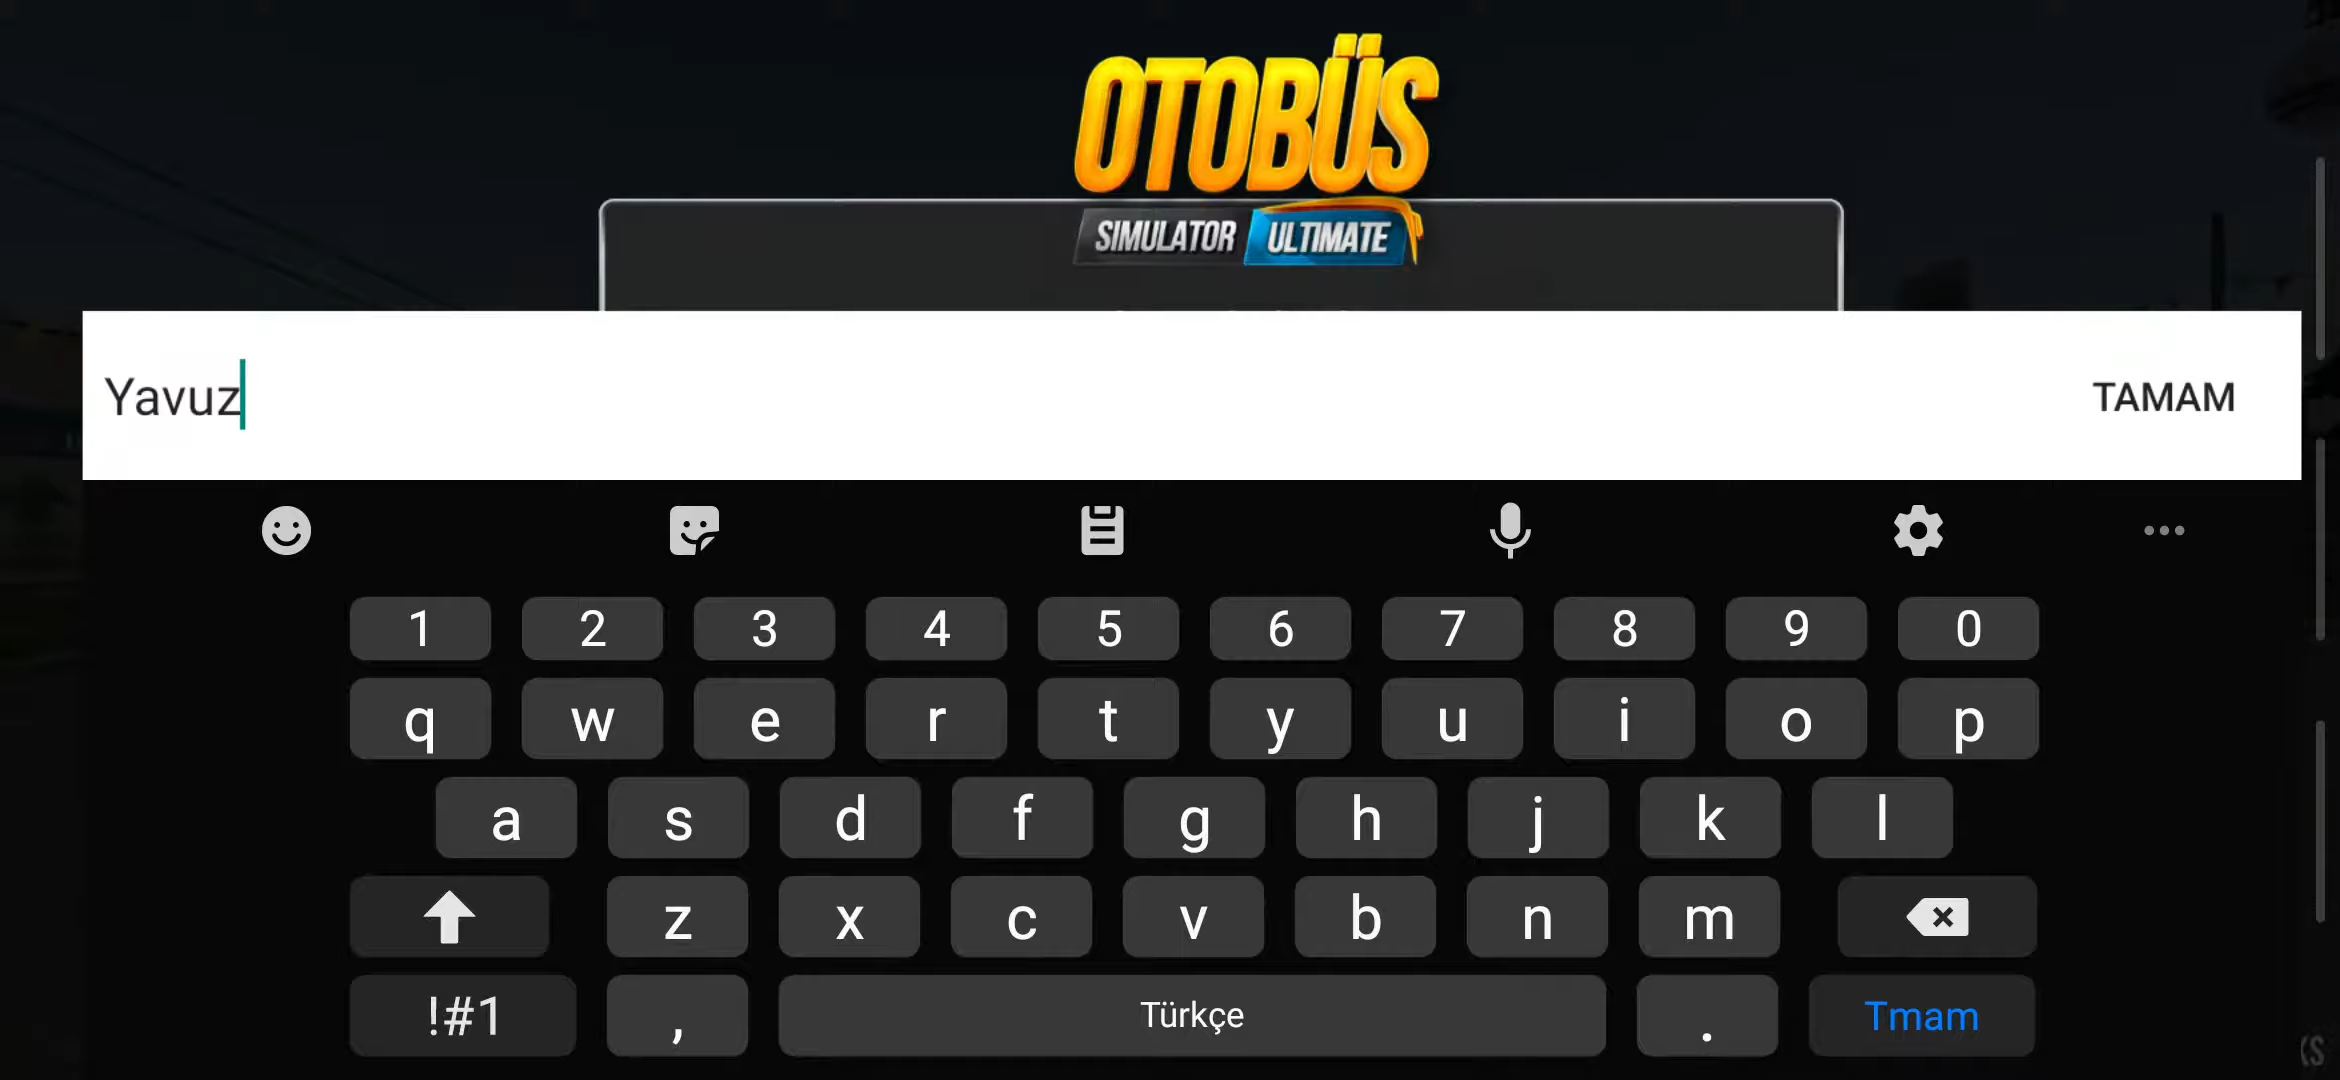 OTOBÜS
SIMULATOR ULTIMATE
Yavuz
TAMAM
1 2 3 4 5 6 7 8 9 0
q w e r t y u i o p
a s d f g h j k l
z x c v b n m
!#1 , Türkçe . Tmam